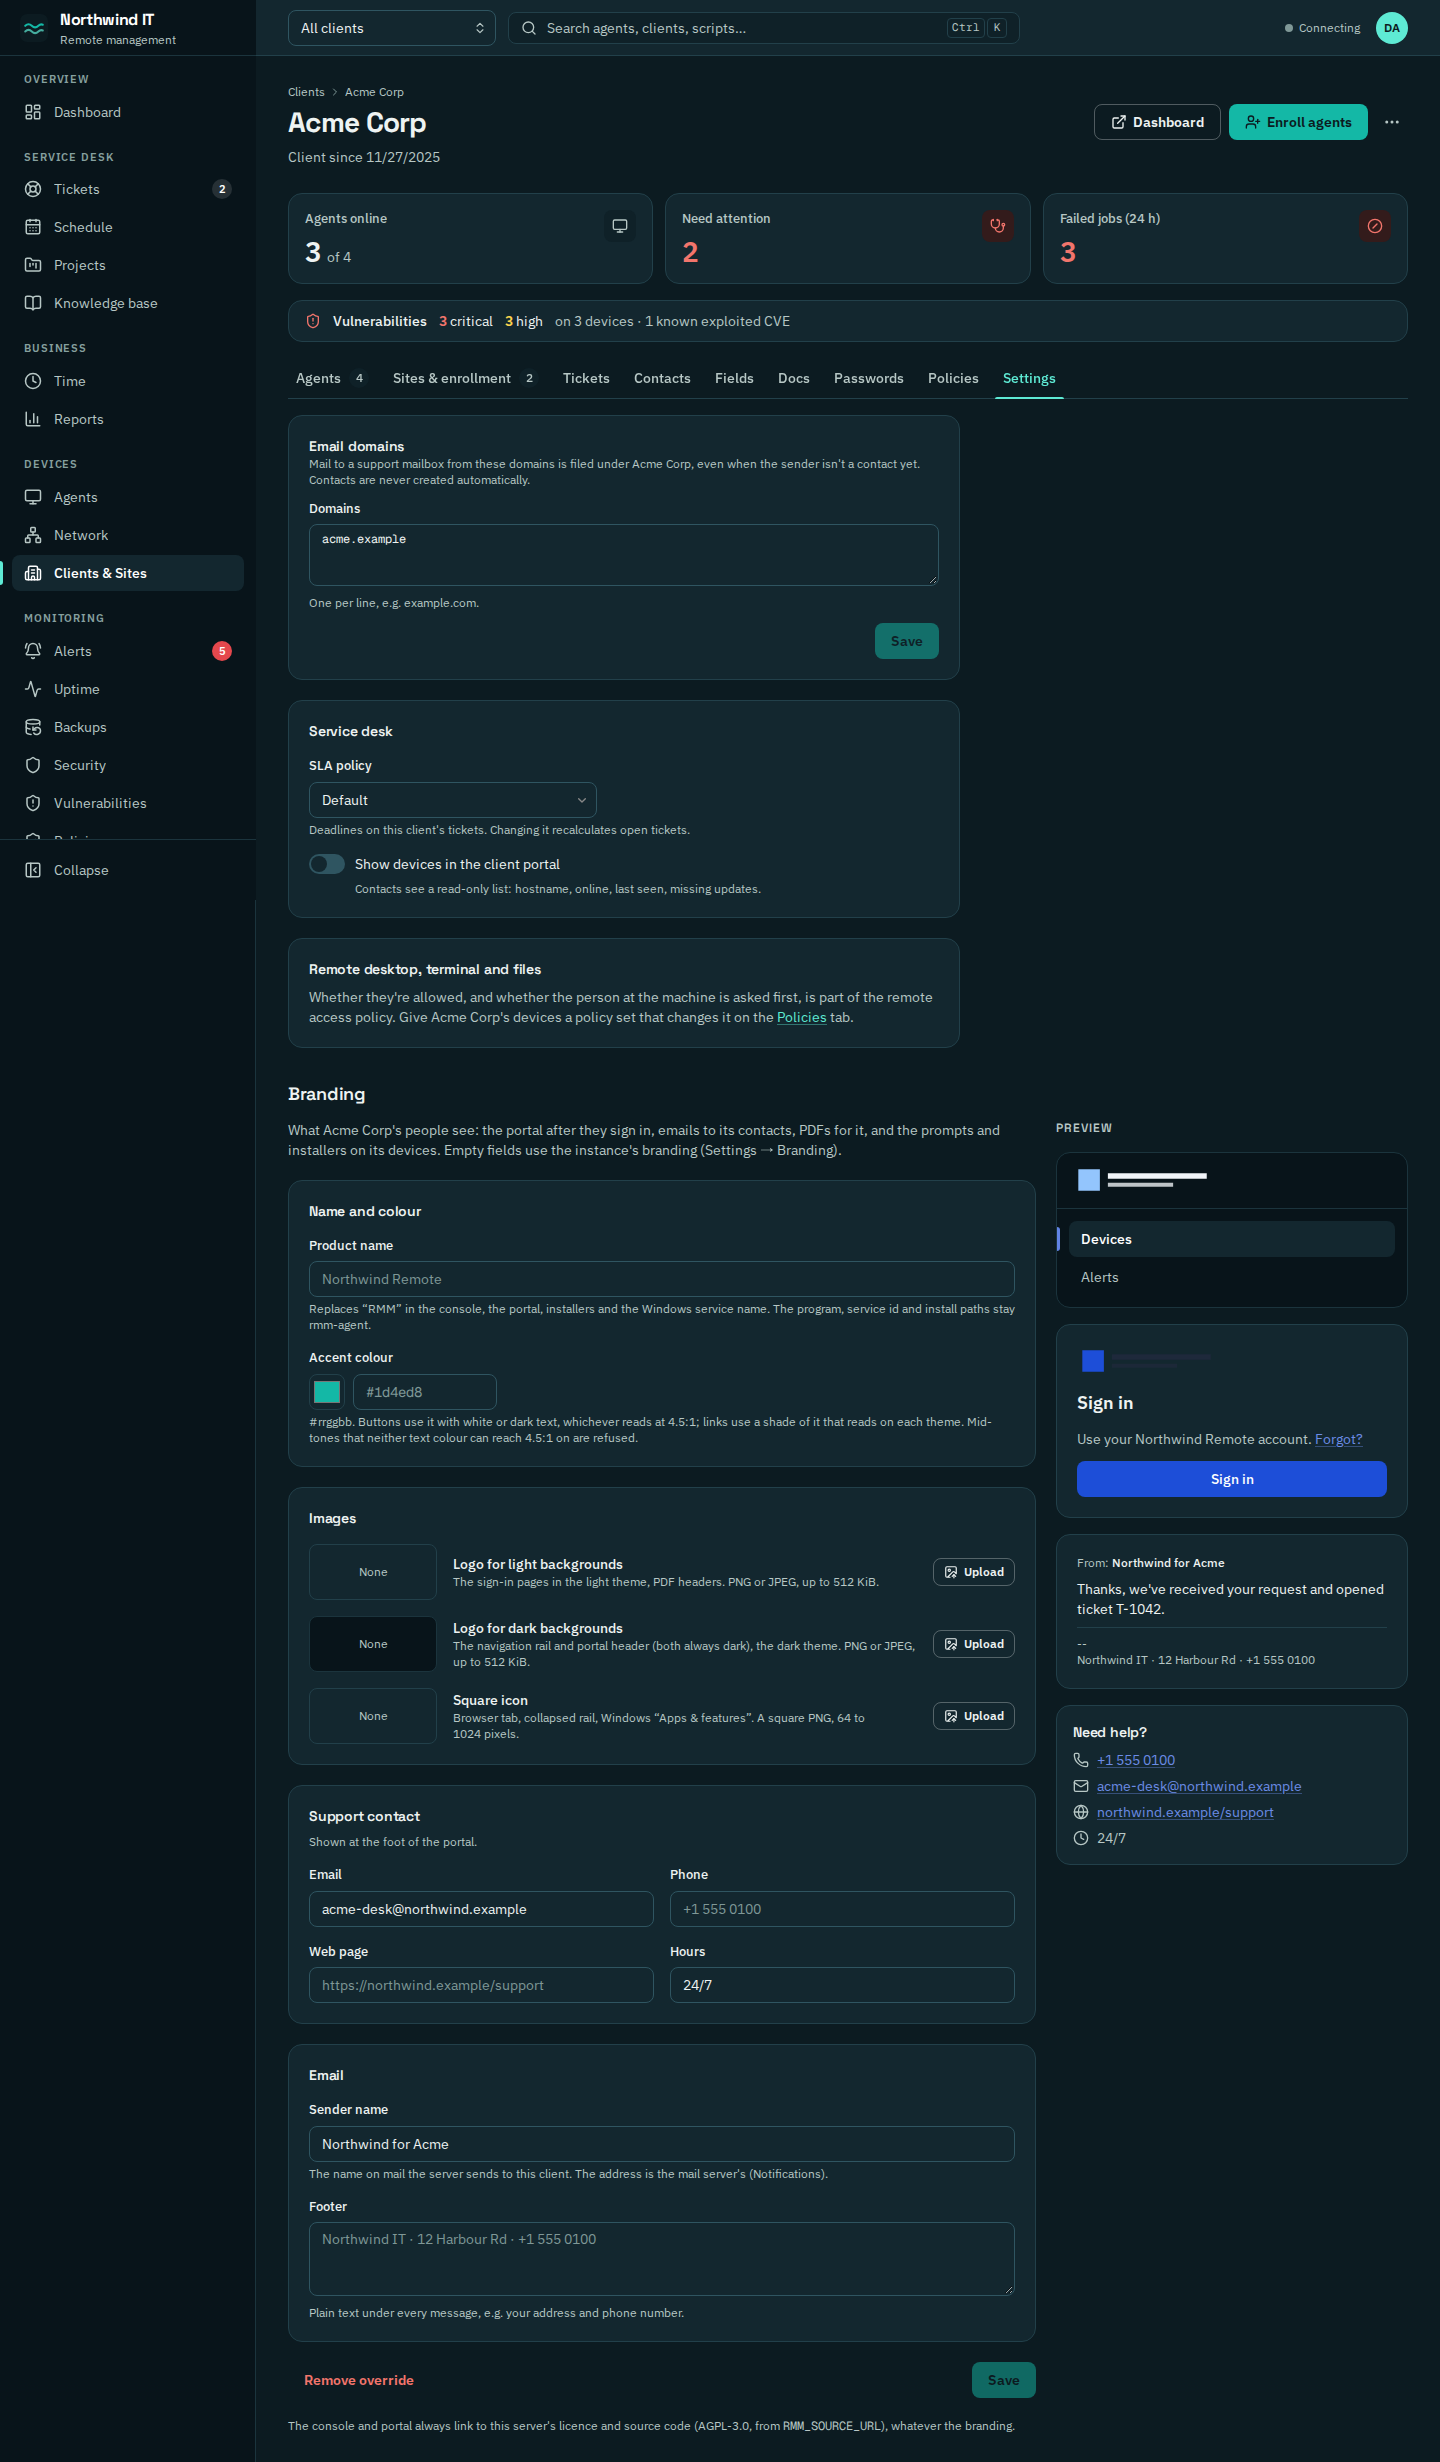 Northwind IT
Remote management
All clients
Search agents, clients, scripts...
Ctrl K
Connecting
DA
OVERVIEW
Dashboard
SERVICE DESK
Tickets 2
Schedule
Projects
Knowledge base
BUSINESS
Time
Reports
DEVICES
Agents
Network
Clients & Sites
MONITORING
Alerts 5
Uptime
Backups
Security
Vulnerabilities
Collapse
Clients > Acme Corp
Acme Corp
Client since 11/27/2025
Dashboard
Enroll agents
Agents online
3 of 4
Need attention
2
Failed jobs (24 h)
3
Vulnerabilities 3 critical 3 high on 3 devices · 1 known exploited CVE
Agents 4 Sites & enrollment 2 Tickets Contacts Fields Docs Passwords Policies Settings
Email domains
Mail to a support mailbox from these domains is filed under Acme Corp, even when the sender isn't a contact yet.
Contacts are never created automatically.
Domains
acme.example
One per line, e.g. example.com.
Save
Service desk
SLA policy
Default
Deadlines on this client's tickets. Changing it recalculates open tickets.
Show devices in the client portal
Contacts see a read-only list: hostname, online, last seen, missing updates.
Remote desktop, terminal and files
Whether they're allowed, and whether the person at the machine is asked first, is part of the remote
access policy. Give Acme Corp's devices a policy set that changes it on the Policies tab.
Branding
What Acme Corp's people see: the portal after they sign in, emails to its contacts, PDFs for it, and the prompts and
installers on its devices. Empty fields use the instance's branding (Settings → Branding).
Name and colour
Product name
Northwind Remote
Replaces “RMM” in the console, the portal, installers and the Windows service name. The program, service id and install paths stay
rmm-agent.
Accent colour
#1d4ed8
#rrggbb. Buttons use it with white or dark text, whichever reads at 4.5:1; links use a shade of it that reads on each theme. Mid-
tones that neither text colour can reach 4.5:1 on are refused.
Images
None
Logo for light backgrounds
The sign-in pages in the light theme, PDF headers. PNG or JPEG, up to 512 KiB.
Upload
None
Logo for dark backgrounds
The navigation rail and portal header (both always dark), the dark theme. PNG or JPEG,
up to 512 KiB.
Upload
None
Square icon
Browser tab, collapsed rail, Windows “Apps & features”. A square PNG, 64 to
1024 pixels.
Upload
Support contact
Shown at the foot of the portal.
Email
acme-desk@northwind.example
Phone
+1 555 0100
Web page
https://northwind.example/support
Hours
24/7
Email
Sender name
Northwind for Acme
The name on mail the server sends to this client. The address is the mail server's (Notifications).
Footer
Northwind IT · 12 Harbour Rd · +1 555 0100
Plain text under every message, e.g. your address and phone number.
Remove override
Save
The console and portal always link to this server's licence and source code (AGPL-3.0, from RMM_SOURCE_URL), whatever the branding.
PREVIEW
Devices
Alerts
Sign in
Use your Northwind Remote account. Forgot?
Sign in
From: Northwind for Acme
Thanks, we've received your request and opened
ticket T-1042.
--
Northwind IT · 12 Harbour Rd · +1 555 0100
Need help?
+1 555 0100
acme-desk@northwind.example
northwind.example/support
24/7